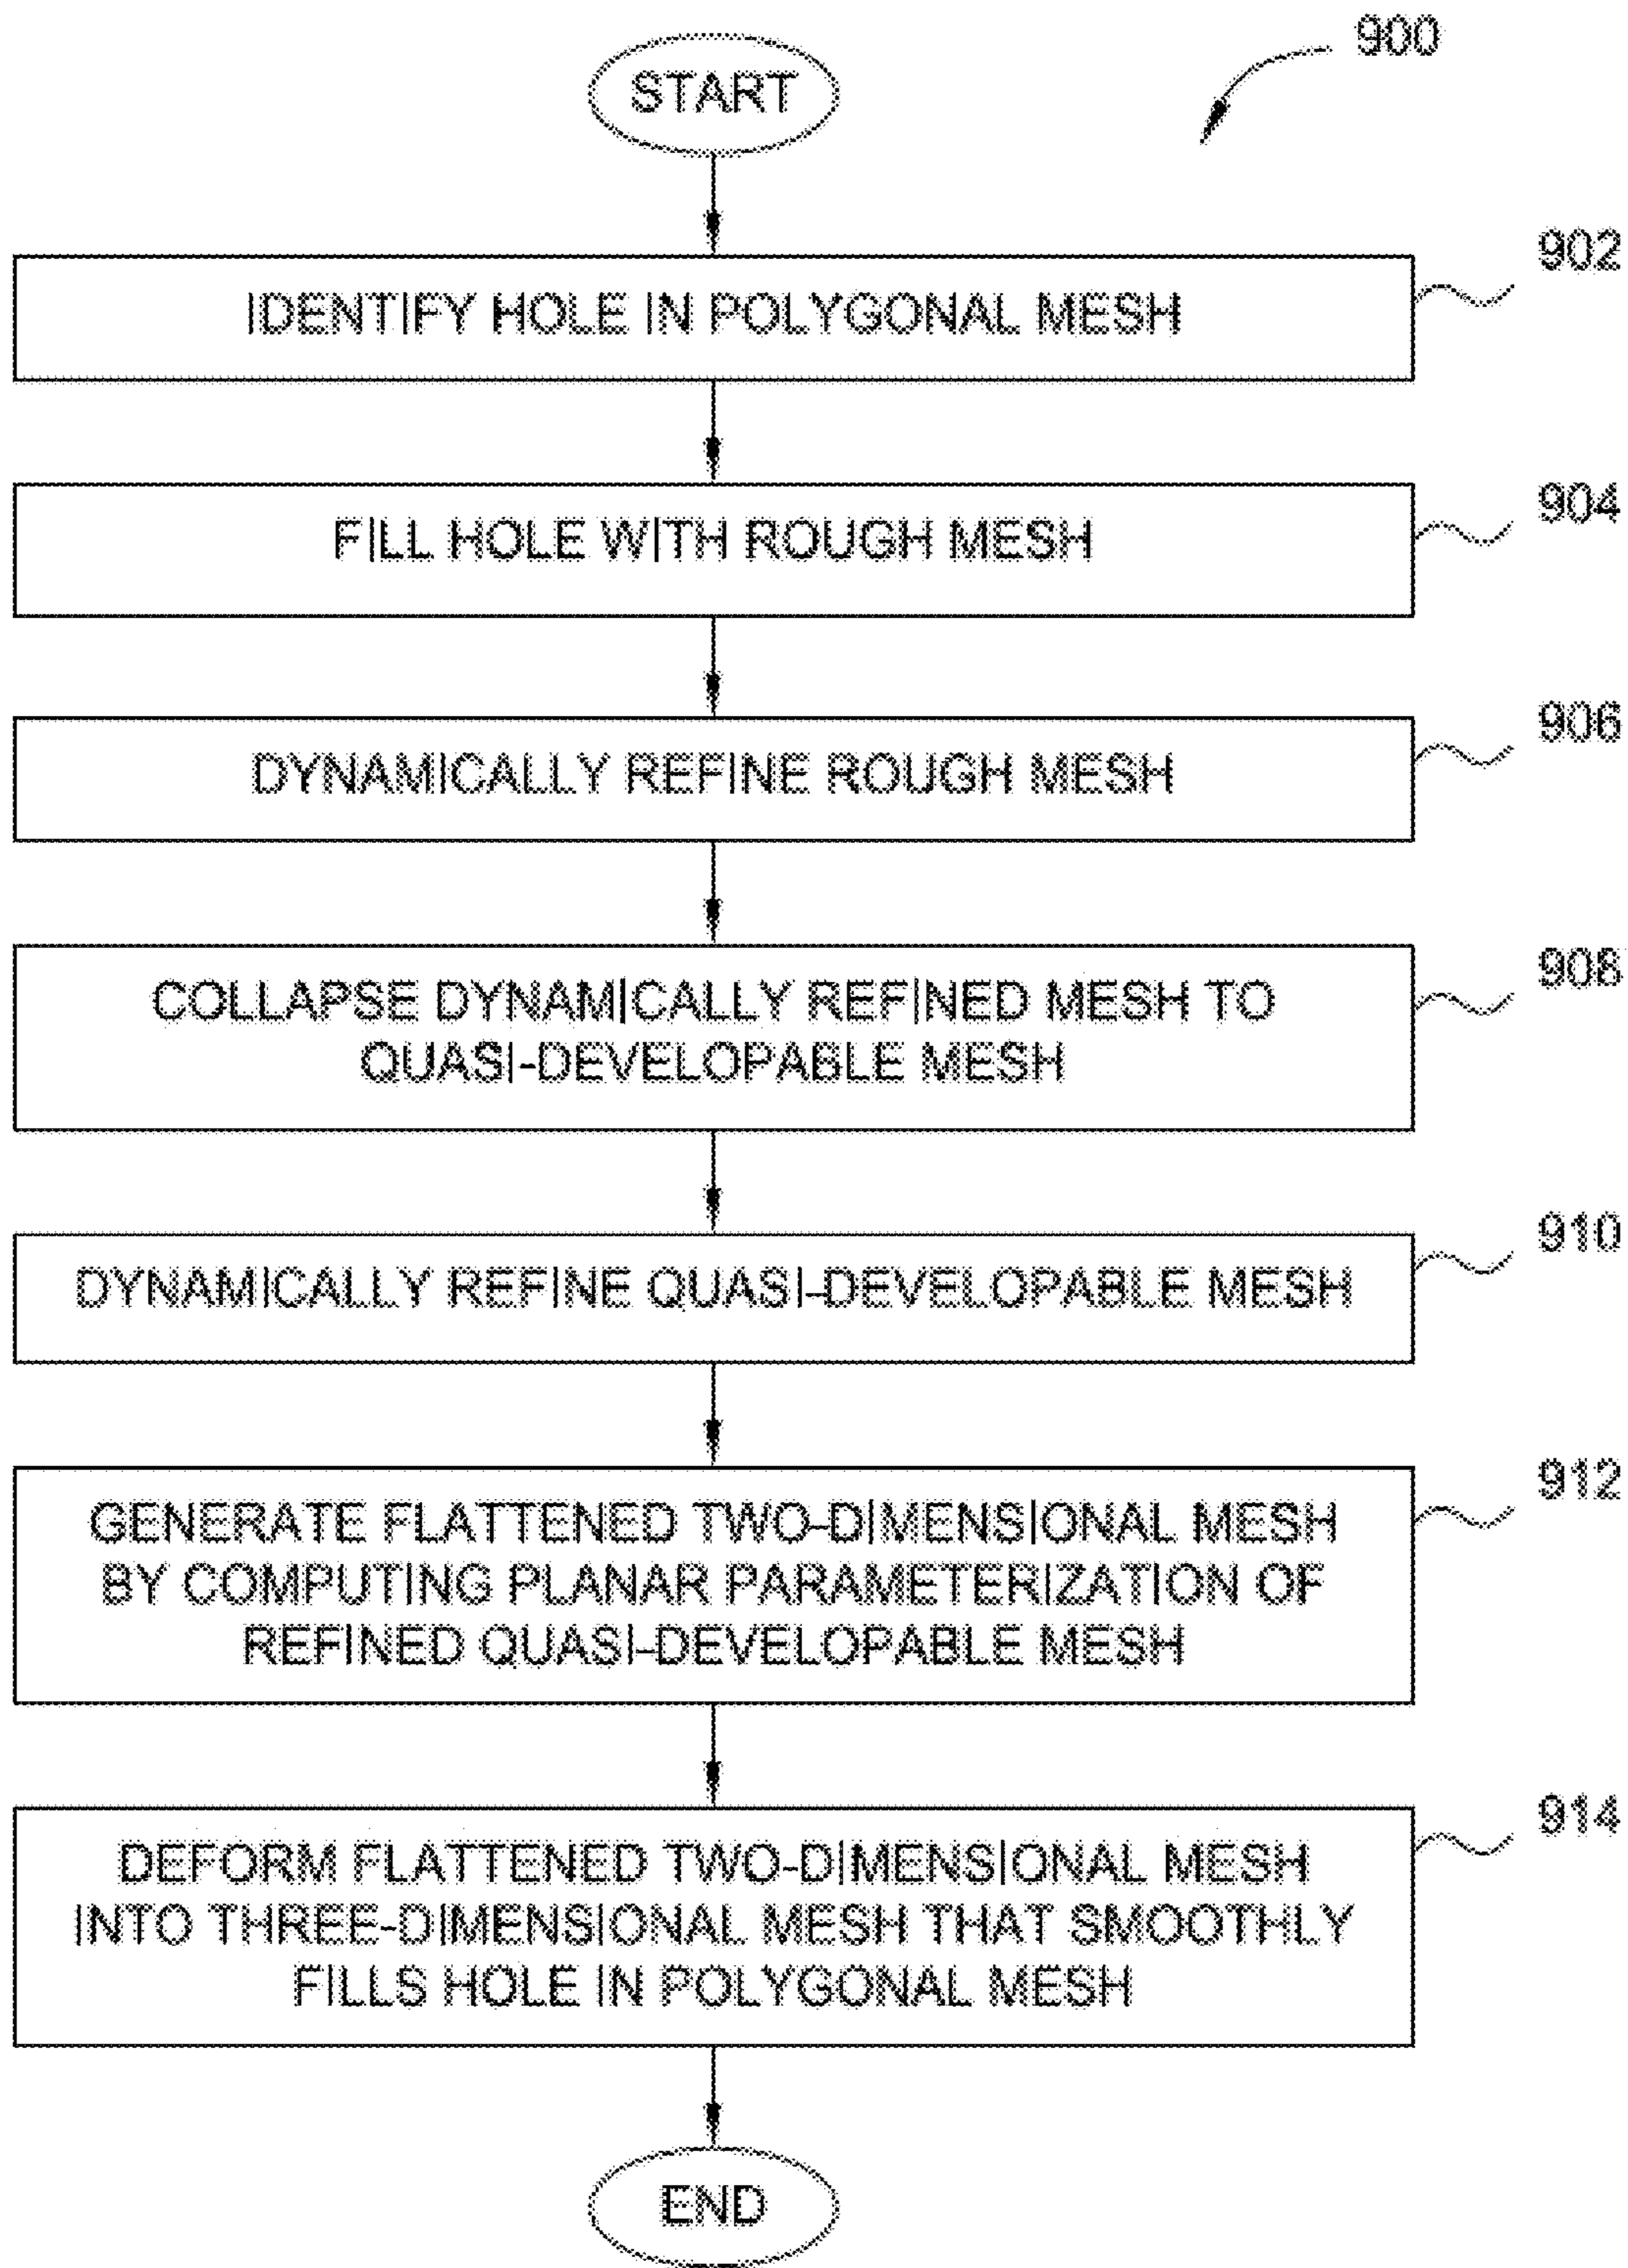 900
START
902
IDENTIFY HOLE IN POLYGONAL MESH
904
FILL HOLE WITH ROUGH MESH
906
DYNAMICALLY REFINE ROUGH MESH
908
COLLAPSE DYNAMICALLY REFINED MESH TO
QUASI-DEVELOPABLE MESH
910
DYNAMICALLY REFINE QUASI-DEVELOPABLE MESH
912
GENERATE FLATTENED TWO-DIMENSIONAL MESH
BY COMPUTING PLANAR PARAMETERIZATION OF
REFINED QUASI-DEVELOPABLE MESH
914
DEFORM FLATTENED TWO-DIMENSIONAL MESH
INTO THREE-DIMENSIONAL MESH THAT SMOOTHLY
FILLS HOLE IN POLYGONAL MESH
END